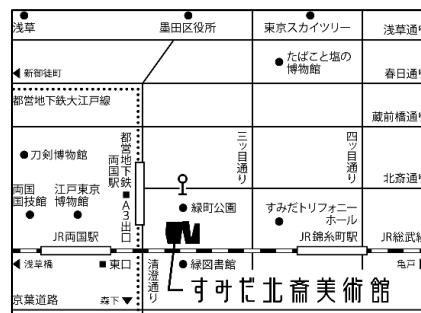 浅草
墨田区役所
東京スカイツリー
浅草通り
たばこと塩の
博物館
◀新御徒町
春日通り
都営地下鉄大江戸線
蔵前橋通り
刀剣博物館
都営地下鉄
両国駅
■A3出口
三ッ目通り
四ッ目通り
北斎通り
両国
国技館
江戸東京
博物館
緑町公園
すみだトリフォニー
ホール
JR両国駅
JR錦糸町駅
JR総武線
◀浅草橋
■東口
清澄通り
緑図書館
亀戸
すみだ北斎美術館
京葉道路
森下▼